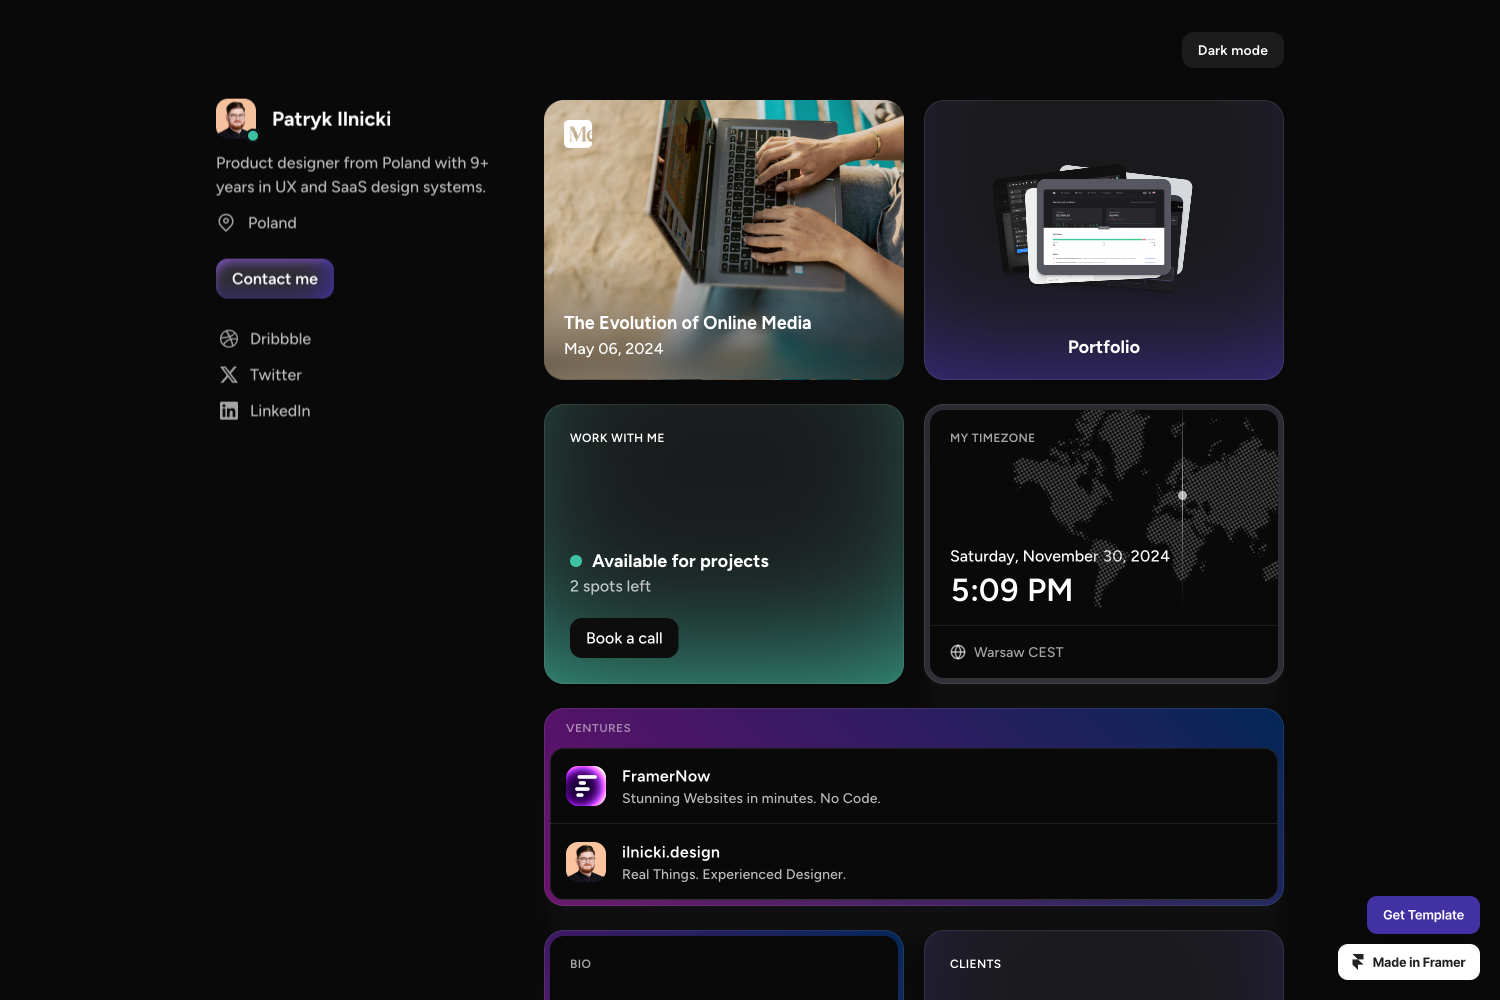 Dark mode
Patryk Ilnicki
Product designer from Poland with 9+
years in UX and SaaS design systems.
Poland
Contact me
Dribbble
Twitter
LinkedIn
The Evolution of Online Media
May 06, 2024
Portfolio
WORK WITH ME
Available for projects
2 spots left
Book a call
MY TIMEZONE
Saturday, November 30, 2024
5:09 PM
Warsaw CEST
VENTURES
FramerNow
Stunning Websites in minutes. No Code.
ilnicki.design
Real Things. Experienced Designer.
BIO
CLIENTS
Get Template
Made in Framer